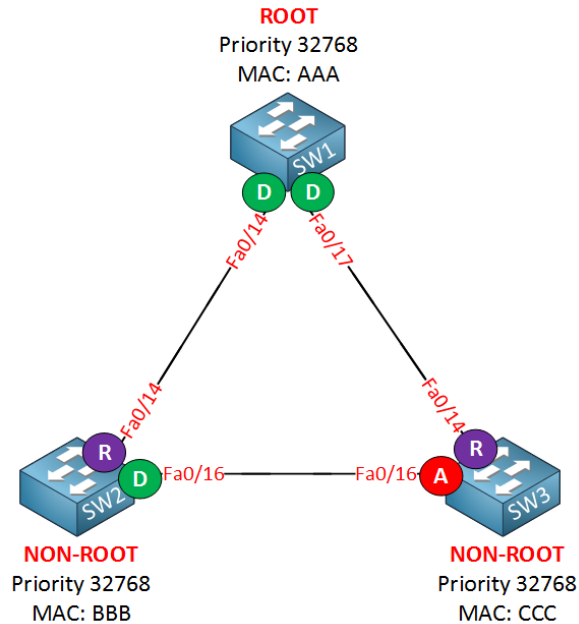 ROOT
Priority 32768
MAC: AAA
SW1
D
D
Fa0/14
Fa0/17
Fa0/14
Fa0/14
R
R
D
Fa0/16
Fa0/16
A
SW2
SW3
NON-ROOT
NON-ROOT
Priority 32768
Priority 32768
MAC: BBB
MAC: CCC